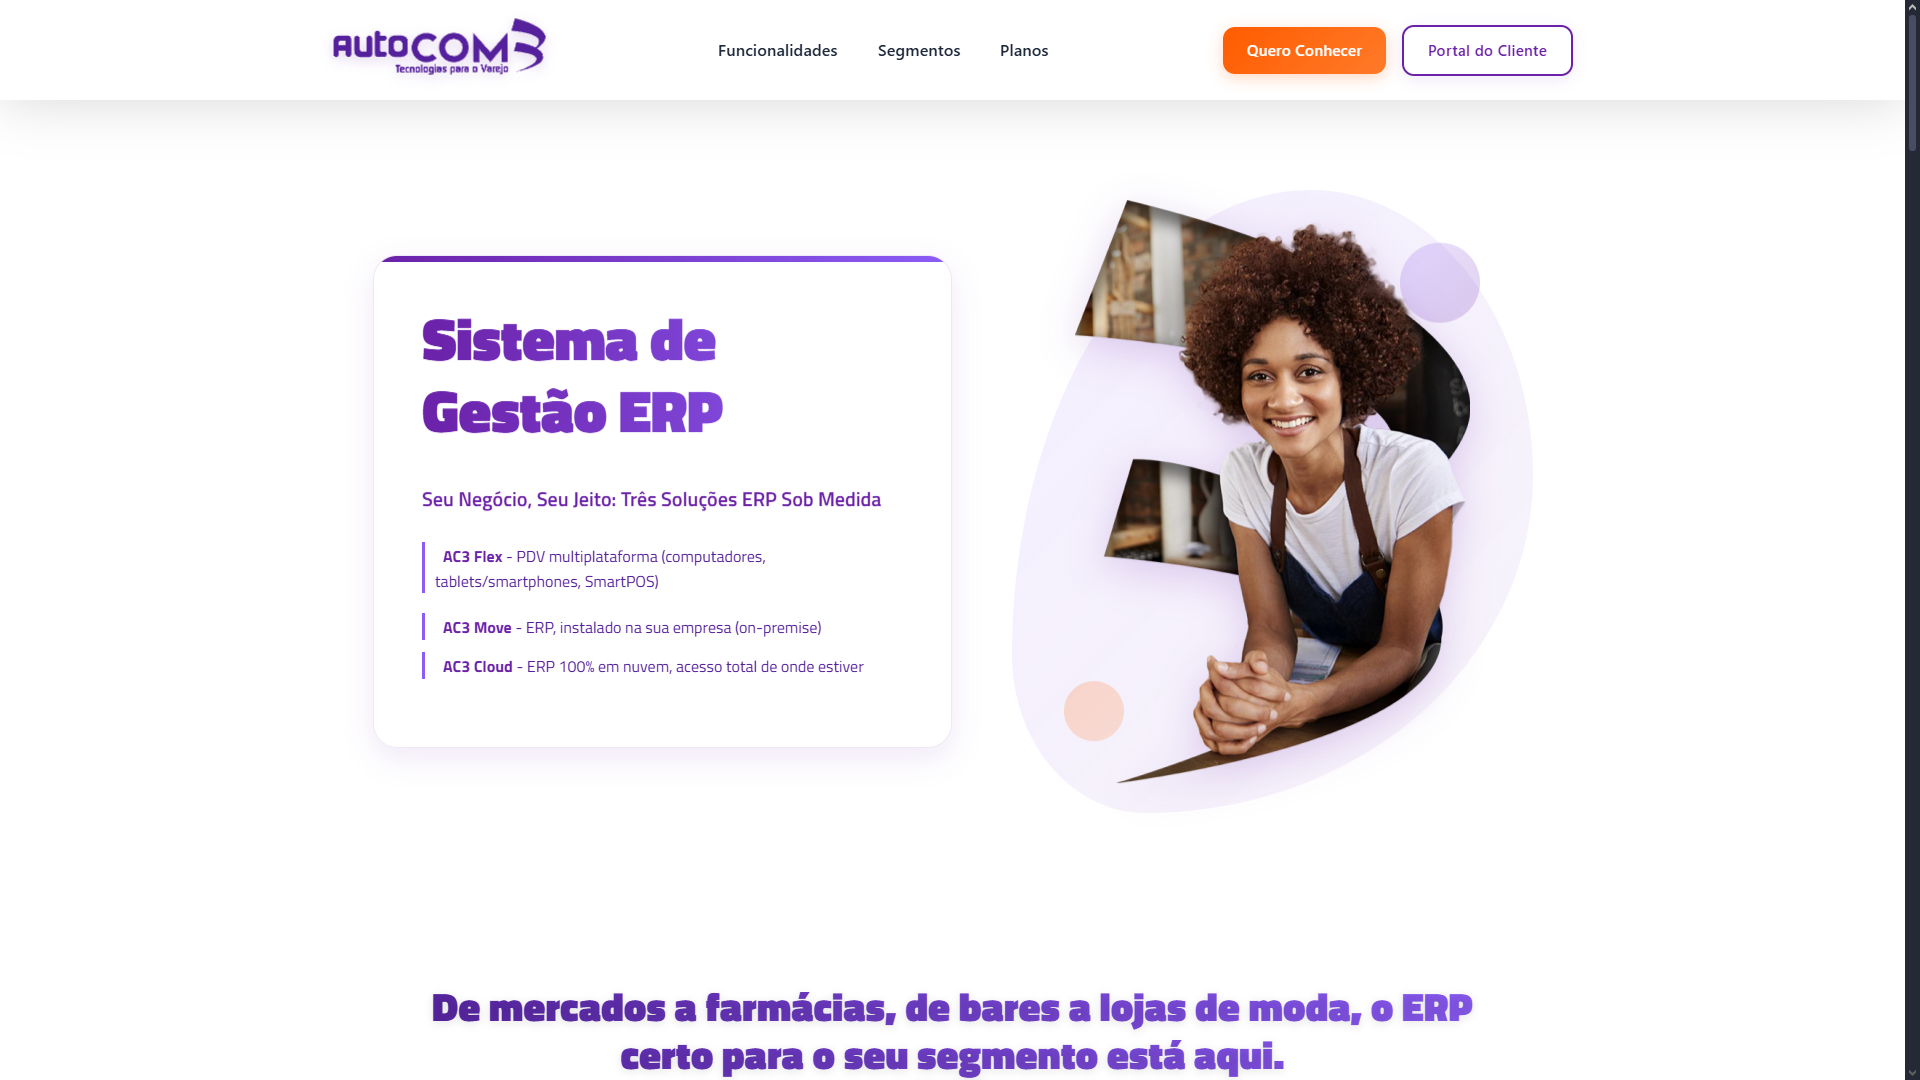 AutoCOM3
Tecnologias para o Varejo
Funcionalidades
Segmentos
Planos
Quero Conhecer
Portal do Cliente
Sistema de
Gestão ERP
Seu Negócio, Seu Jeito: Três Soluções ERP Sob Medida
AC3 Flex - PDV multiplataforma (computadores,
tablets/smartphones, SmartPOS)
AC3 Move - ERP, instalado na sua empresa (on-premise)
AC3 Cloud - ERP 100% em nuvem, acesso total de onde estiver
De mercados a farmácias, de bares a lojas de moda, o ERP
certo para o seu segmento está aqui.